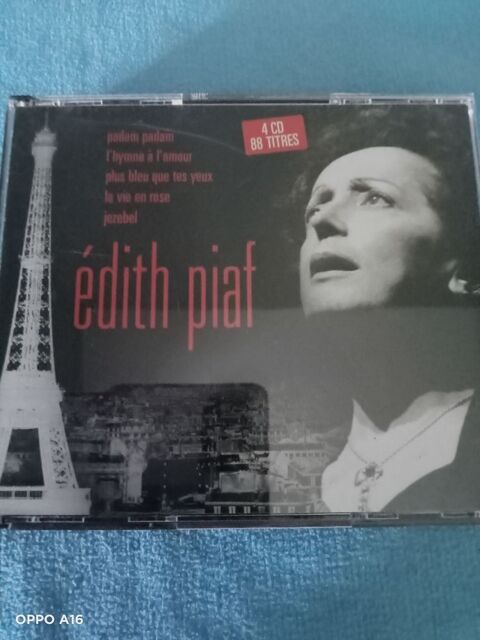 padam padam
l'hymne à l'amour
plus bleu que tes yeux
la vie en rose
jezebel
4 CD
88 TITRES
édith piaf
OPPO A16